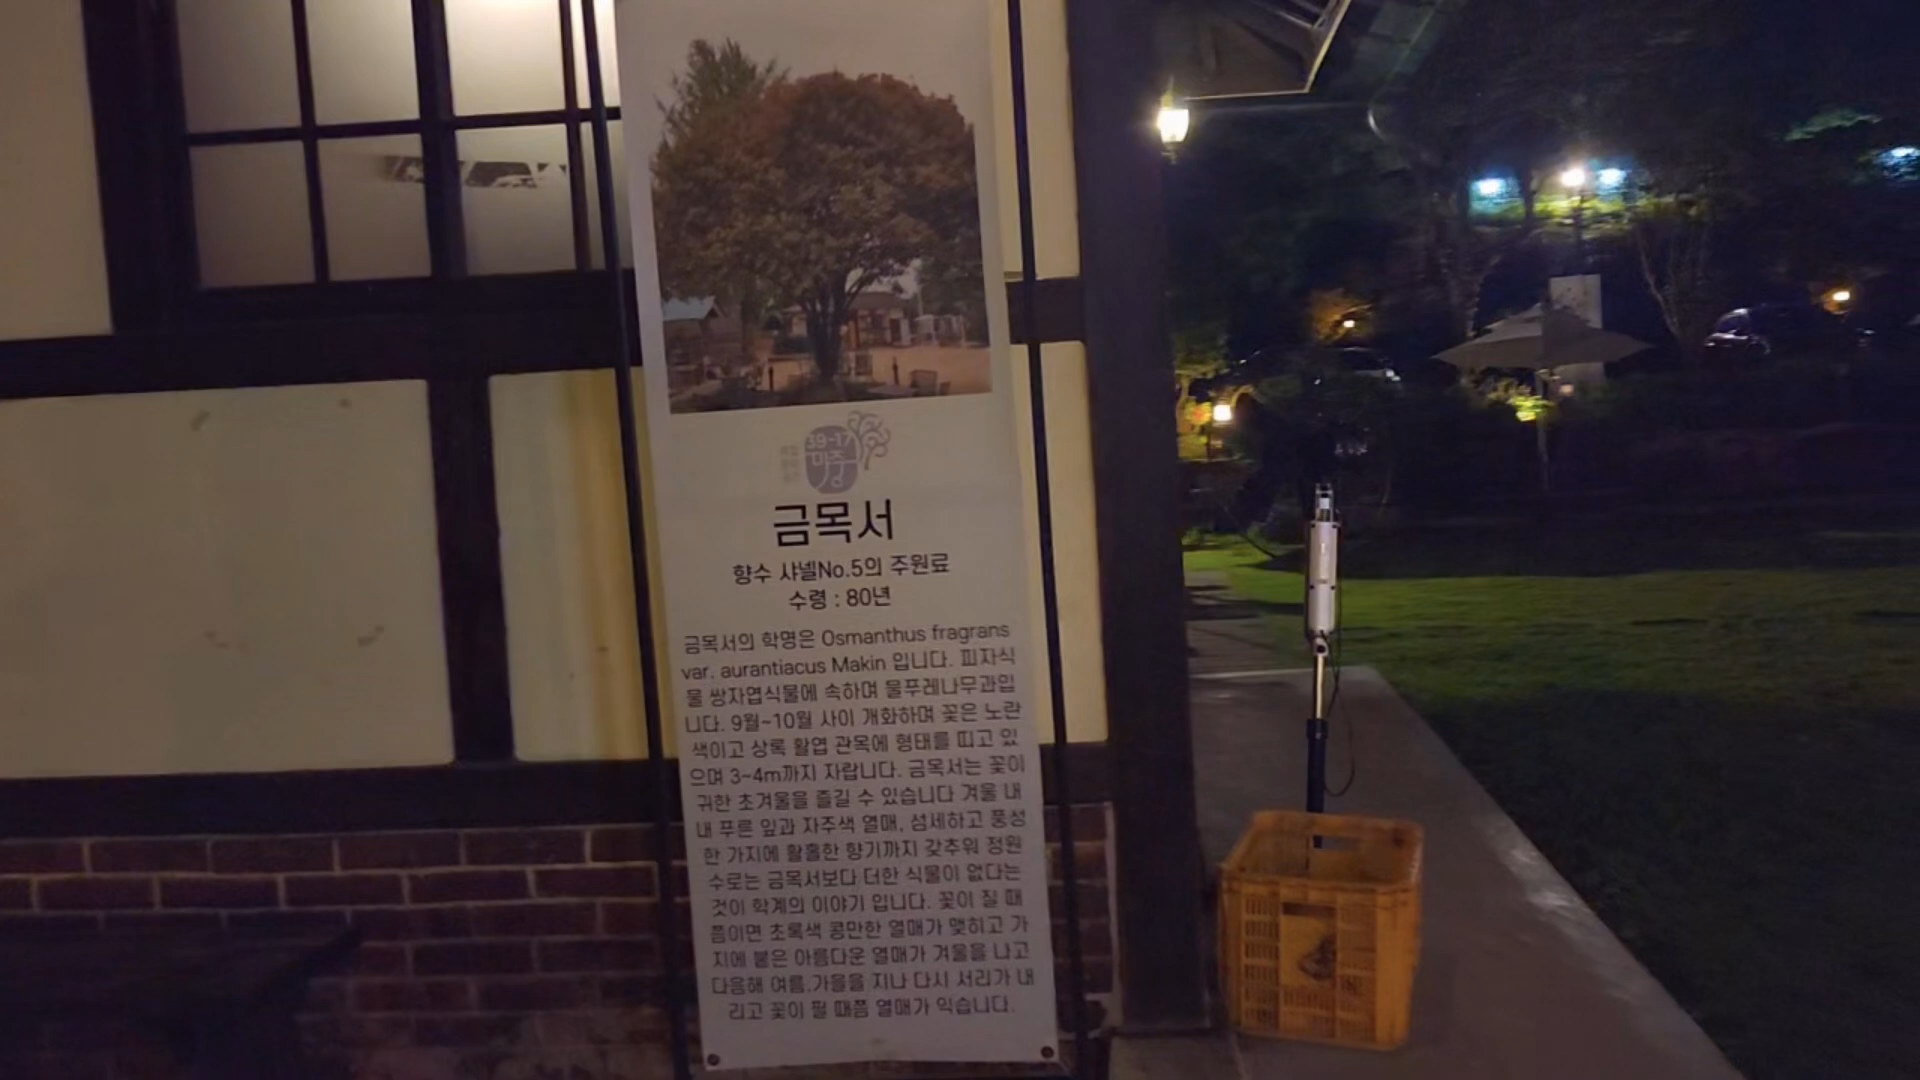 39-17
마중
금목서
향수 샤넬No.5의 주원료
수령 : 80년
금목서의 학명은 Osmanthus fragrans
var. aurantiacus Makin 입니다. 피자식
물 쌍자엽식물에 속하며 물푸레나무과입
니다. 9월~10월 사이 개화하며 꽃은 노란
색이고 상록 활엽 관목에 형태를 띠고 있
으며 3~4m까지 자랍니다. 금목서는 꽃이
귀한 초겨울을 즐길 수 있습니다 겨울 내
내 푸른 잎과 자주색 열매, 섬세하고 풍성
한 가지에 활홀한 향기까지 갖추워 정원
수로는 금목서보다 더한 식물이 없다는
것이 학계의 이야기 입니다. 꽃이 질 때
쯤이면 초록색 콩만한 열매가 맺히고 가
지에 붙은 아름다운 열매가 겨울을 나고
다음해 여름,가을을 지나 다시 서리가 내
리고 꽃이 필 때쯤 열매가 익습니다.